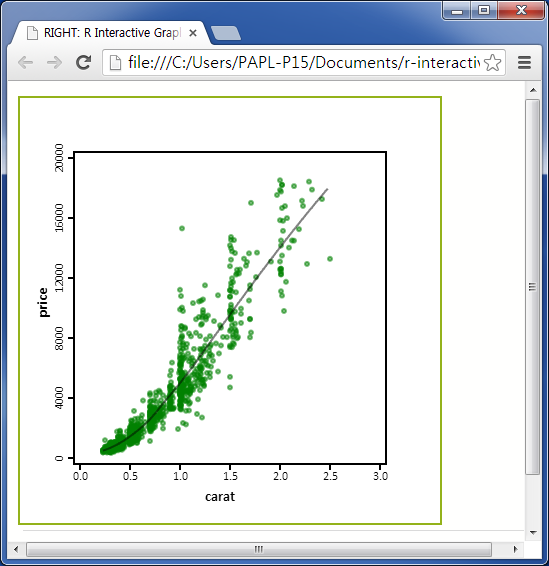 RIGHT: R Interactive Grap
file:///C:/Users/PAPL-P15/Documents/r-interactiv
20000
16000
12000
8000
4000
0
price
0.0 0.5 1.0 1.5 2.0 2.5 3.0
carat